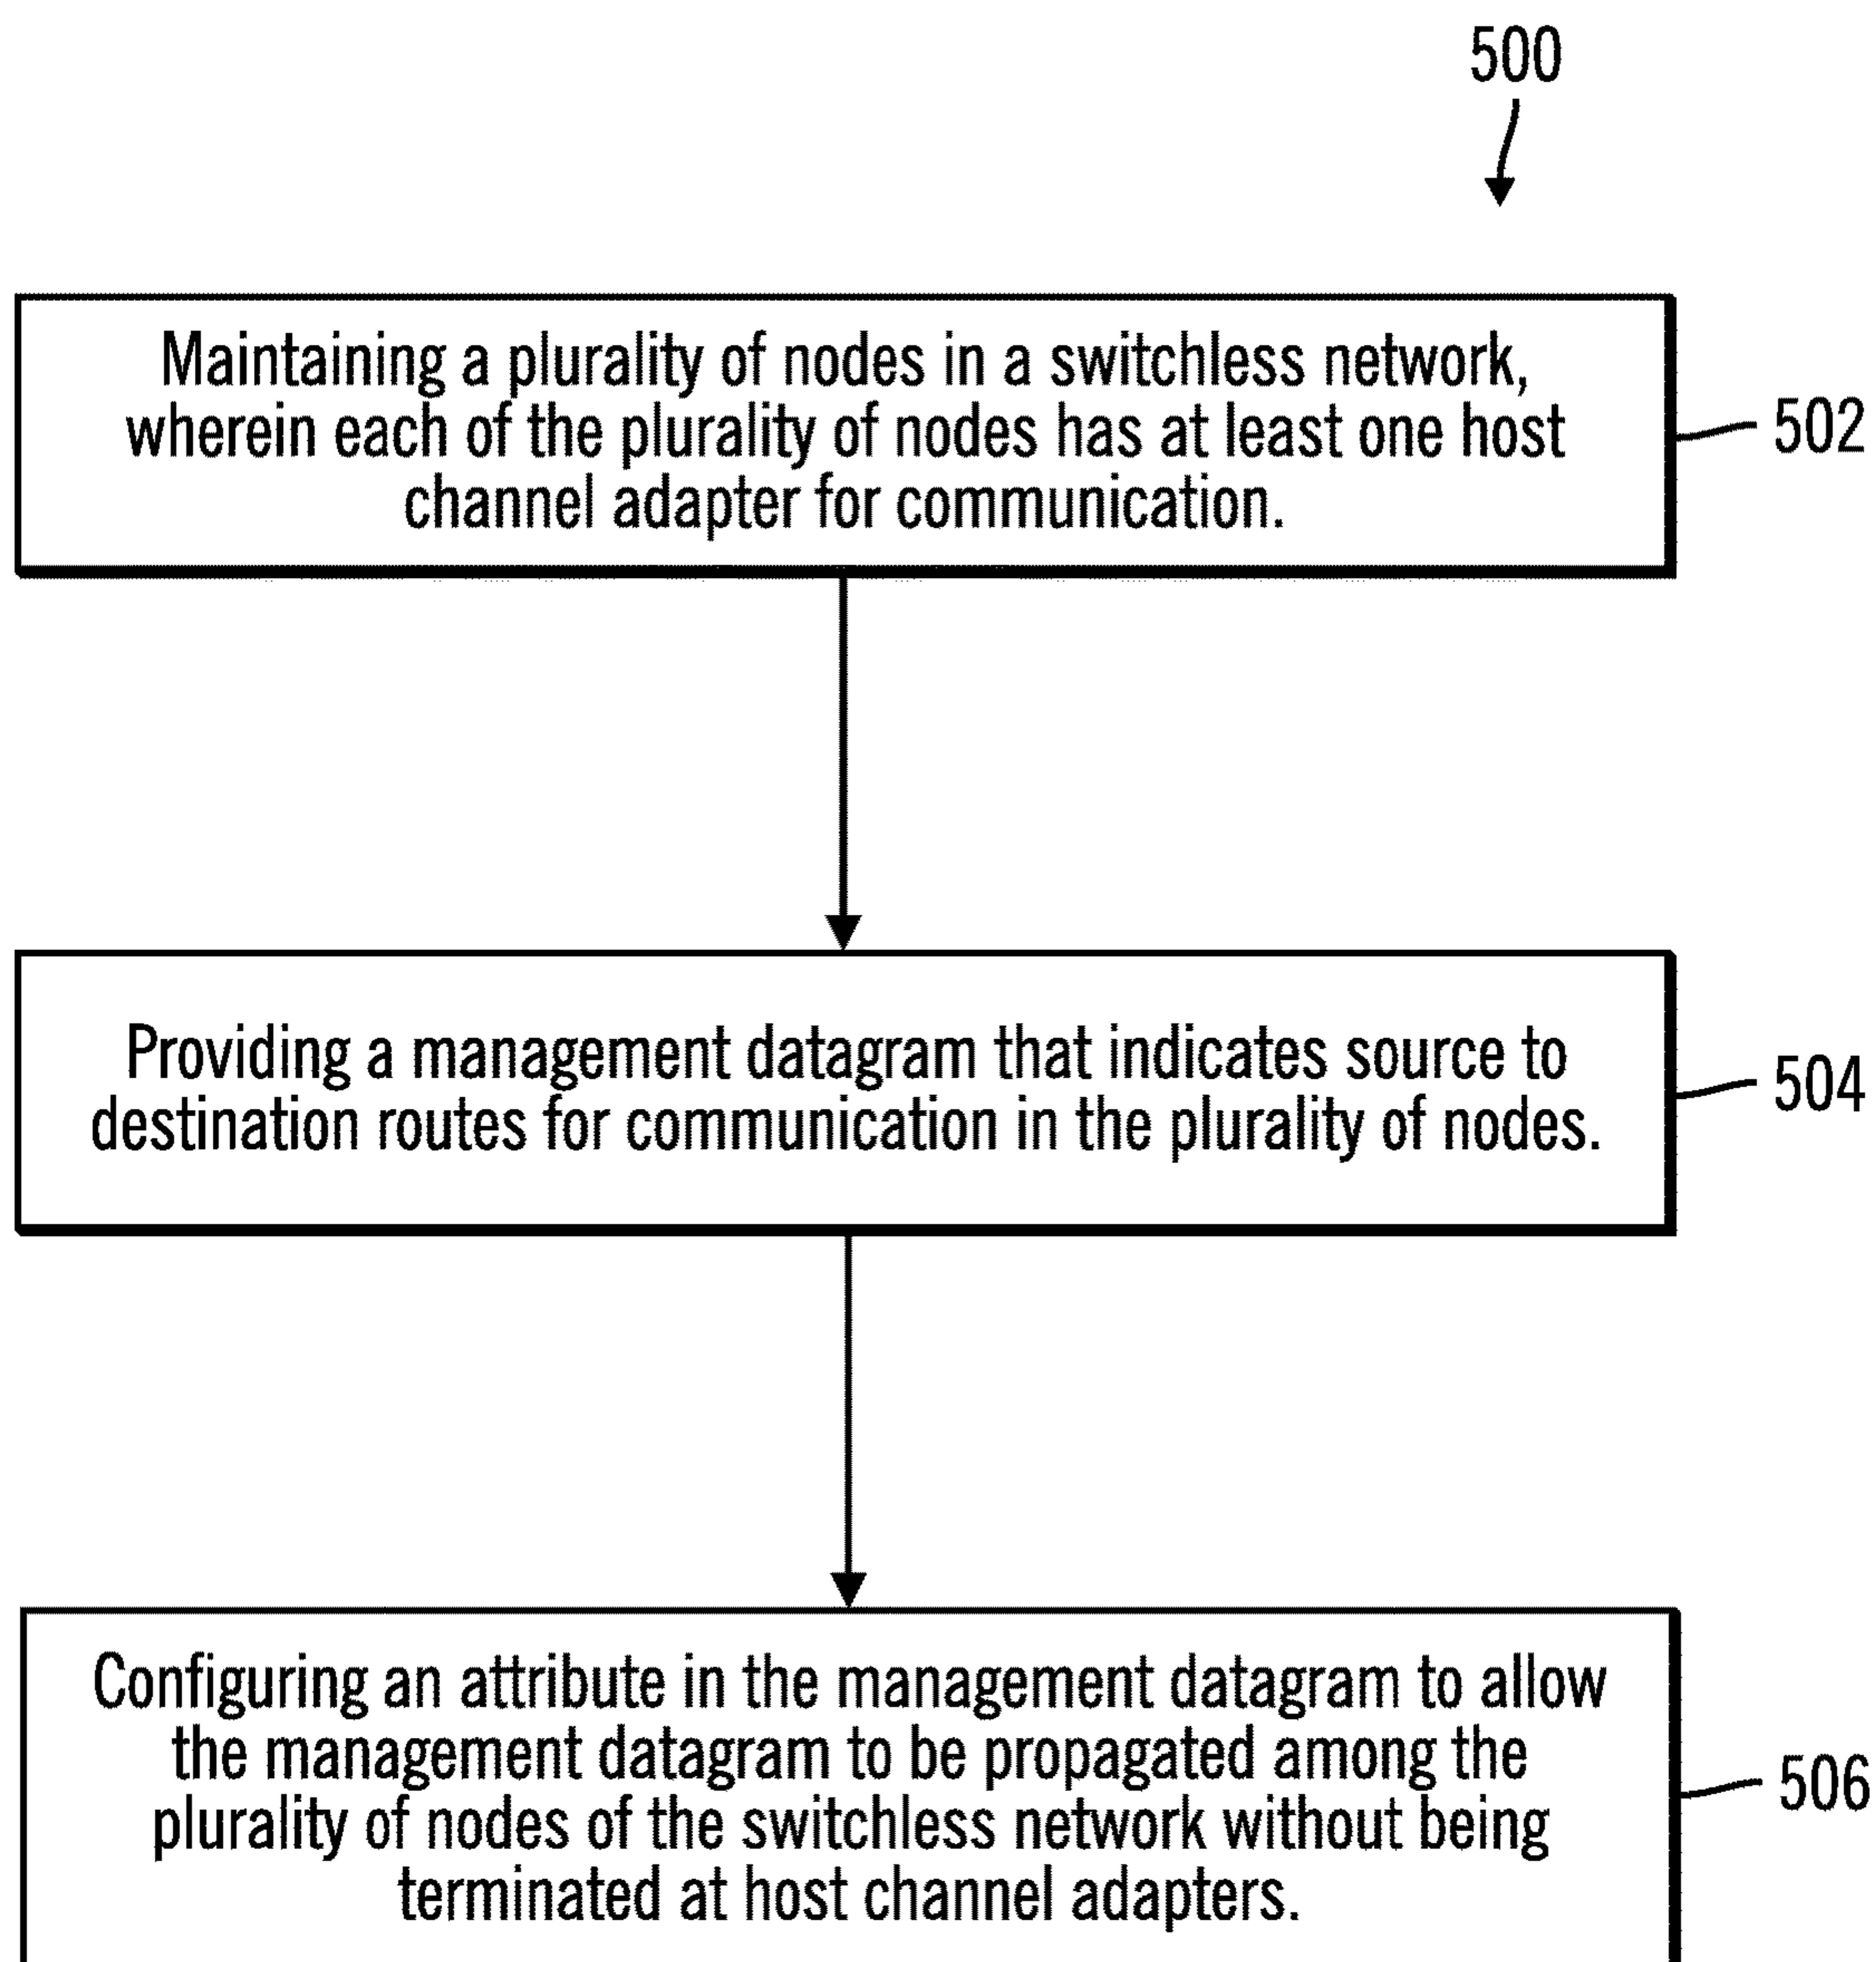 500
Maintaining a plurality of nodes in a switchless network,
wherein each of the plurality of nodes has at least one host
channel adapter for communication.
502
Providing a management datagram that indicates source to
destination routes for communication in the plurality of nodes.
504
Configuring an attribute in the management datagram to allow
the management datagram to be propagated among the
plurality of nodes of the switchless network without being
terminated at host channel adapters.
506